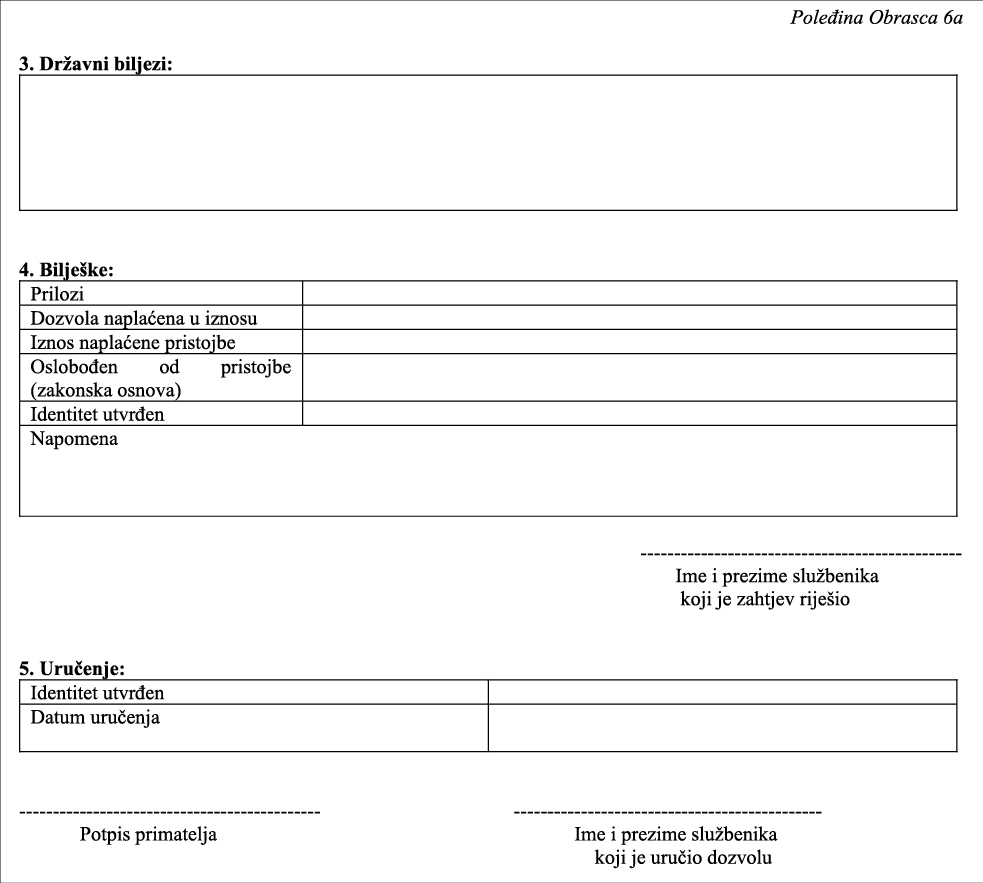 Poleđina Obrasca 6a
3. Državni biljezi:
4. Bilješke:
Prilozi
Dozvola naplaćena u iznosu
Iznos naplaćene pristojbe
Oslobođen od pristojbe
(zakonska osnova)
Identitet utvrđen
Napomena
------------------------------------------------
Ime i prezime službenika
koji je zahtjev riješio
5. Uručenje:
Identitet utvrđen
Datum uručenja
--------------------------------------------- ----------------------------------------------
Potpis primatelja Ime i prezime službenika
koji je uručio dozvolu